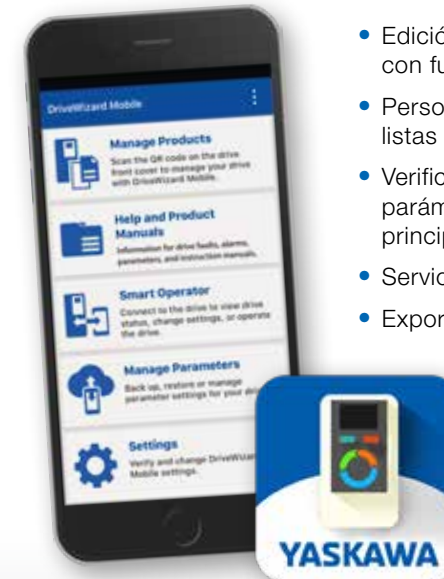 DriveWizard Mobile
Manage Products
Scan the QR code on the drive
front cover to manage your drive
with DriveWizard Mobile.
Help and Product
Manuals
Information for drive faults, alarms,
parameters, and instruction manuals.
Smart Operator
Connect to the drive to view drive
status, change settings, or operate
the drive.
Manage Parameters
Back up, restore or manage
parameter settings for your
Settings
Verify and change
Mobile settings.
• Edició
con fu
• Perso
listas
• Verific
parám
princip
• Servic
• Expor
YASKAWA